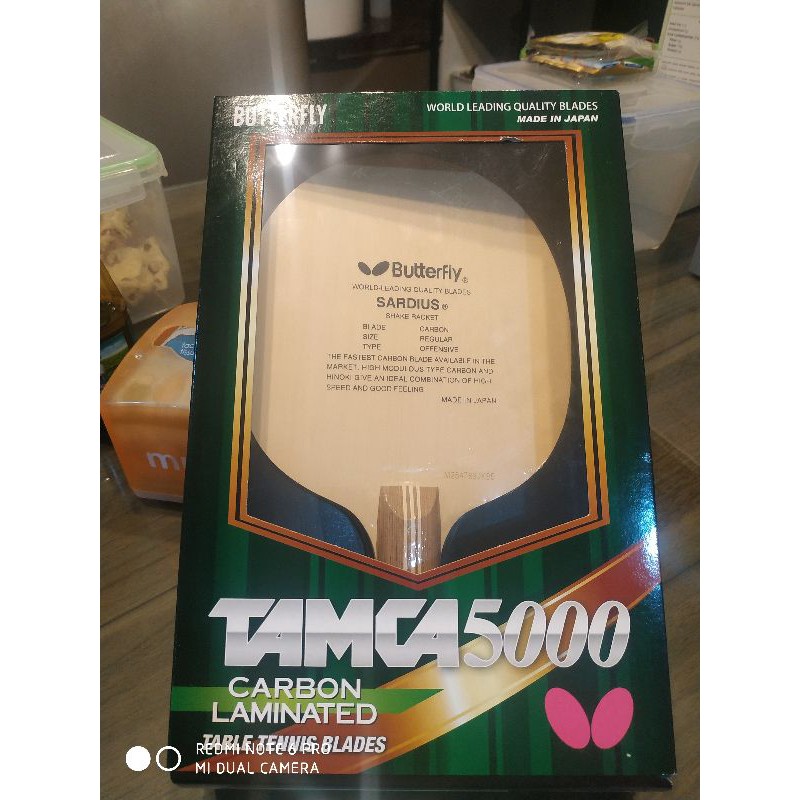 BUTTERFLY
WORLD LEADING QUALITY BLADES
MADE IN JAPAN
Butterfly®
WORLD-LEADING QUALITY BLADES
SARDIUS®
SHAKE RACKET
BLADE CARBON
SIZE REGULAR
TYPE OFFENSIVE
THE FASTEST CARBON BLADE AVAILABLE IN THE
MARKET. HIGH MODULOUS TYPE CARBON AND
HINOKI GIVE AN IDEAL COMBINATION OF HIGH
SPEED AND GOOD FEELING
MADE IN JAPAN
TAMCA5000
CARBON
LAMINATED
TABLE TENNIS BLADES
REDMI NOTE 6 PRO
MI DUAL CAMERA